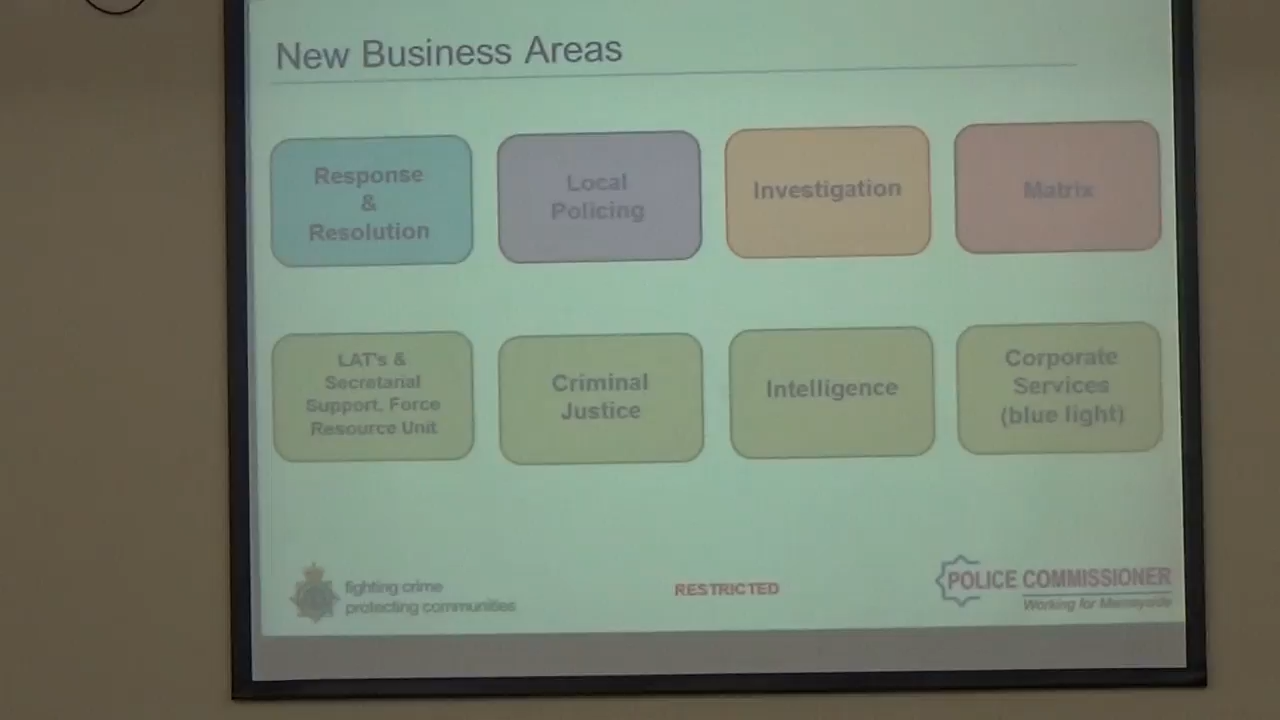 New Business Areas
Response
&
Resolution
Local
Policing
Investigation
Matrix
LAT's &
Secretarial
Support, Force
Resource Unit
Criminal
Justice
Intelligence
Corporate
Services
(blue light)
fighting crime
protecting communities
RESTRICTED
POLICE COMMISSIONER
Working for Merseyside